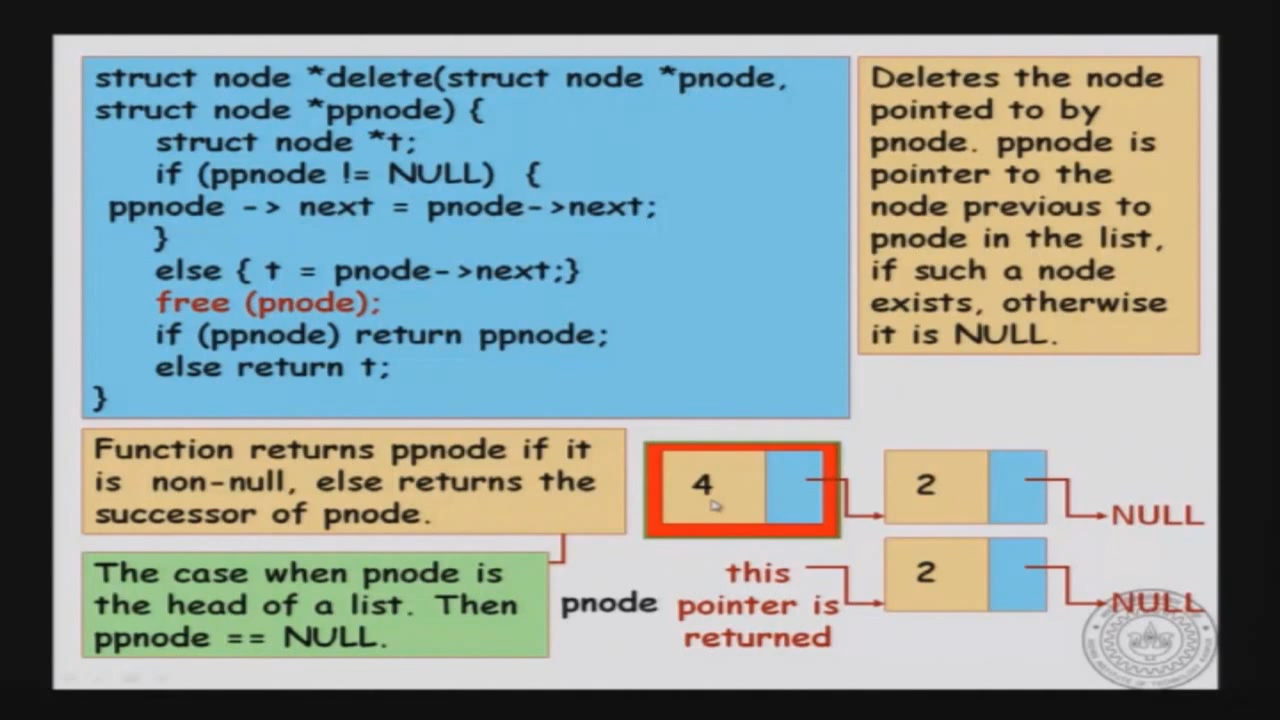 struct node *delete(struct node *pnode,
struct node *ppnode) {
struct node *t;
if (ppnode != NULL) {
ppnode -> next = pnode->next;
}
else { t = pnode->next;}
free (pnode);
if (ppnode) return ppnode;
else return t;
}
Deletes the node
pointed to by
pnode. ppnode is
pointer to the
node previous to
pnode in the list,
if such a node
exists, otherwise
it is NULL.
Function returns ppnode if it
is non-null, else returns the
successor of pnode.
The case when pnode is
the head of a list. Then
ppnode == NULL.
4
2
NULL
pnode
this
pointer is
returned
2
NULL